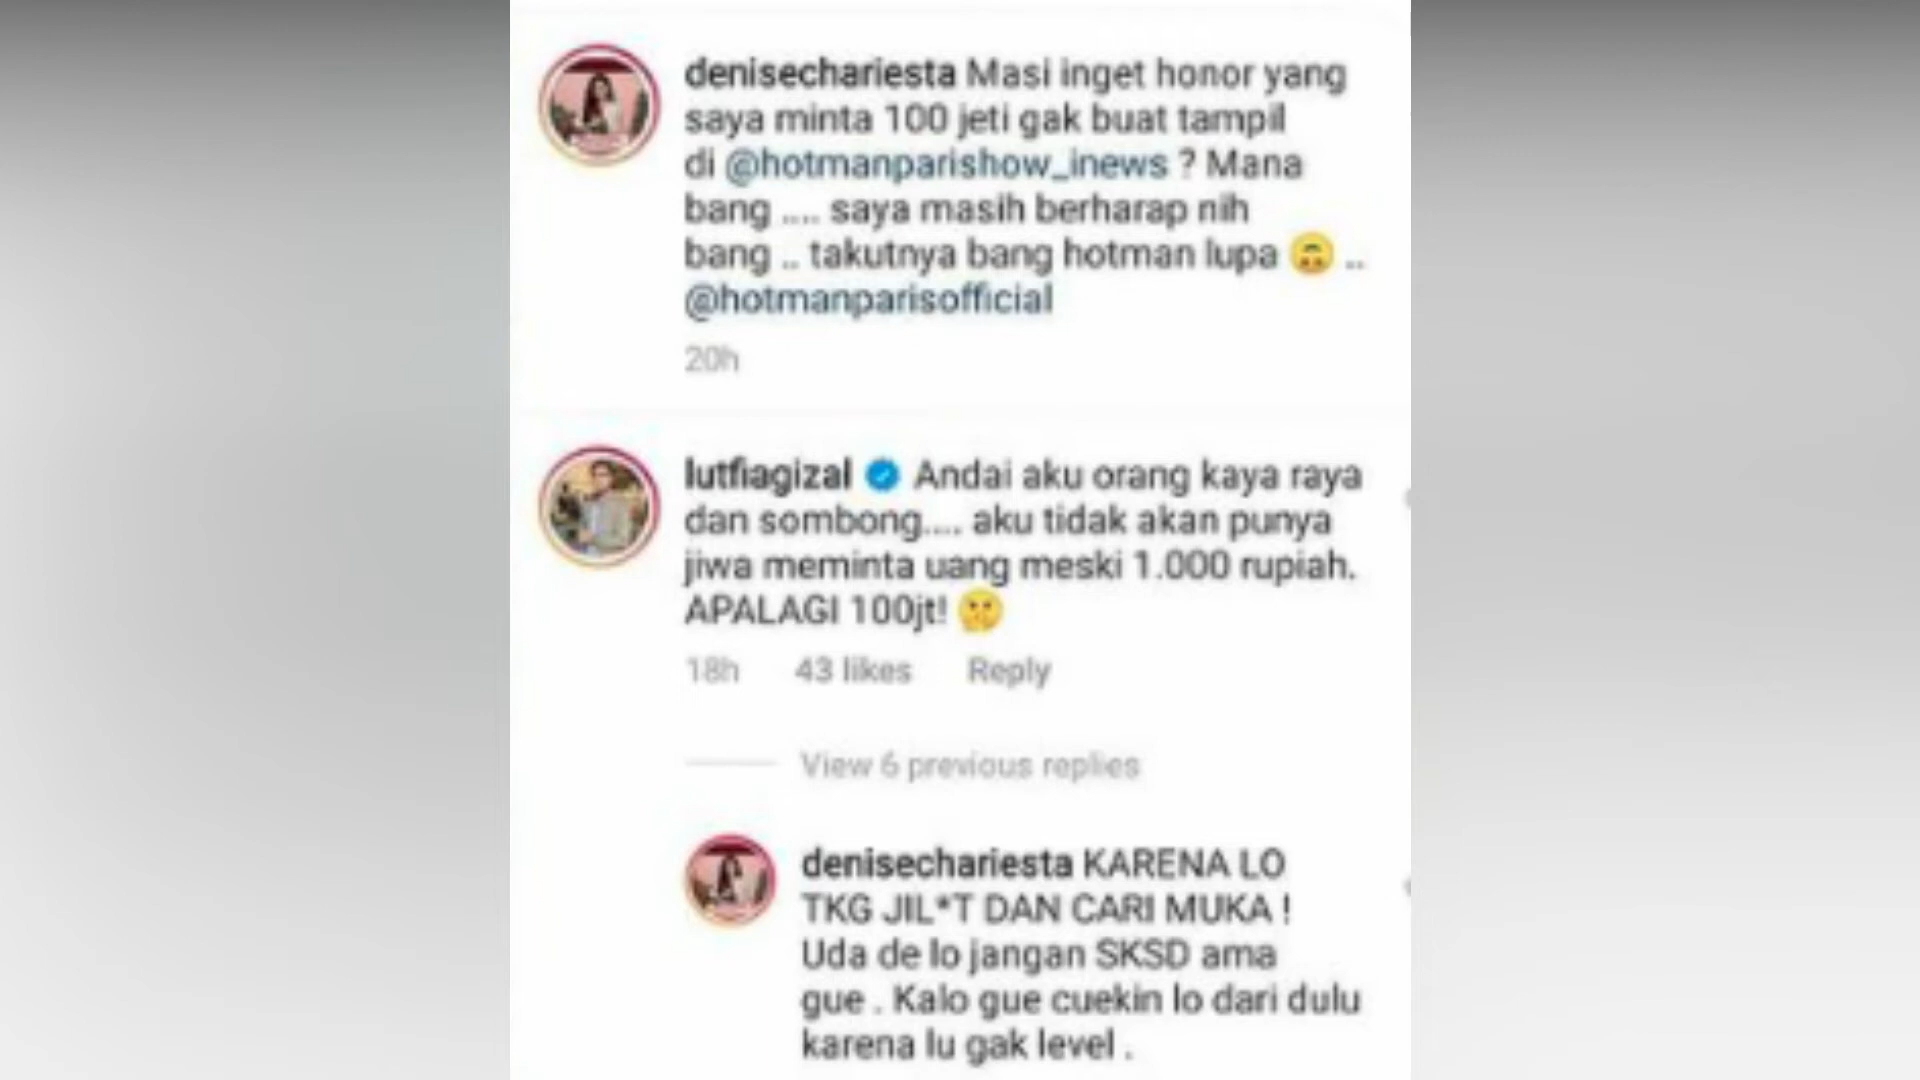 denisechariesta Masi inget honor yang
saya minta 100 jeti gak buat tampil
di @hotmanparishow_inews ? Mana
bang .... saya masih berharap nih
bang .. takutnya bang hotman lupa 🙃 ..
@hotmanparisofficial
20h
lutfiagizal Andai aku orang kaya raya
dan sombong.... aku tidak akan punya
jiwa meminta uang meski 1.000 rupiah.
APALAGI 100jt! 🤫
18h 43 likes Reply
View 6 previous replies
denisechariesta KARENA LO
TKG JIL*T DAN CARI MUKA !
Uda de lo jangan SKSD ama
gue . Kalo gue cuekin lo dari dulu
karena lu gak level .